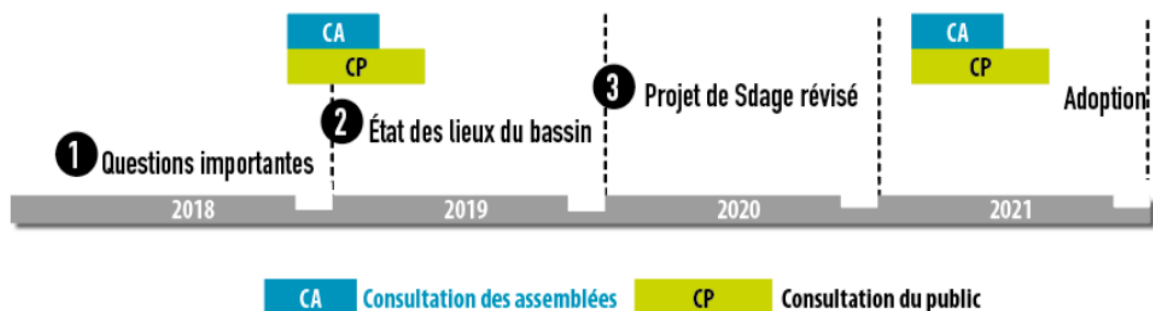 CA
CP
CA
CP
3 Projet de Sdage révisé
Adoption
2 État des lieux du bassin
1 Questions importantes
2018
2019
2020
2021
CA Consultation des assemblées
CP Consultation du public